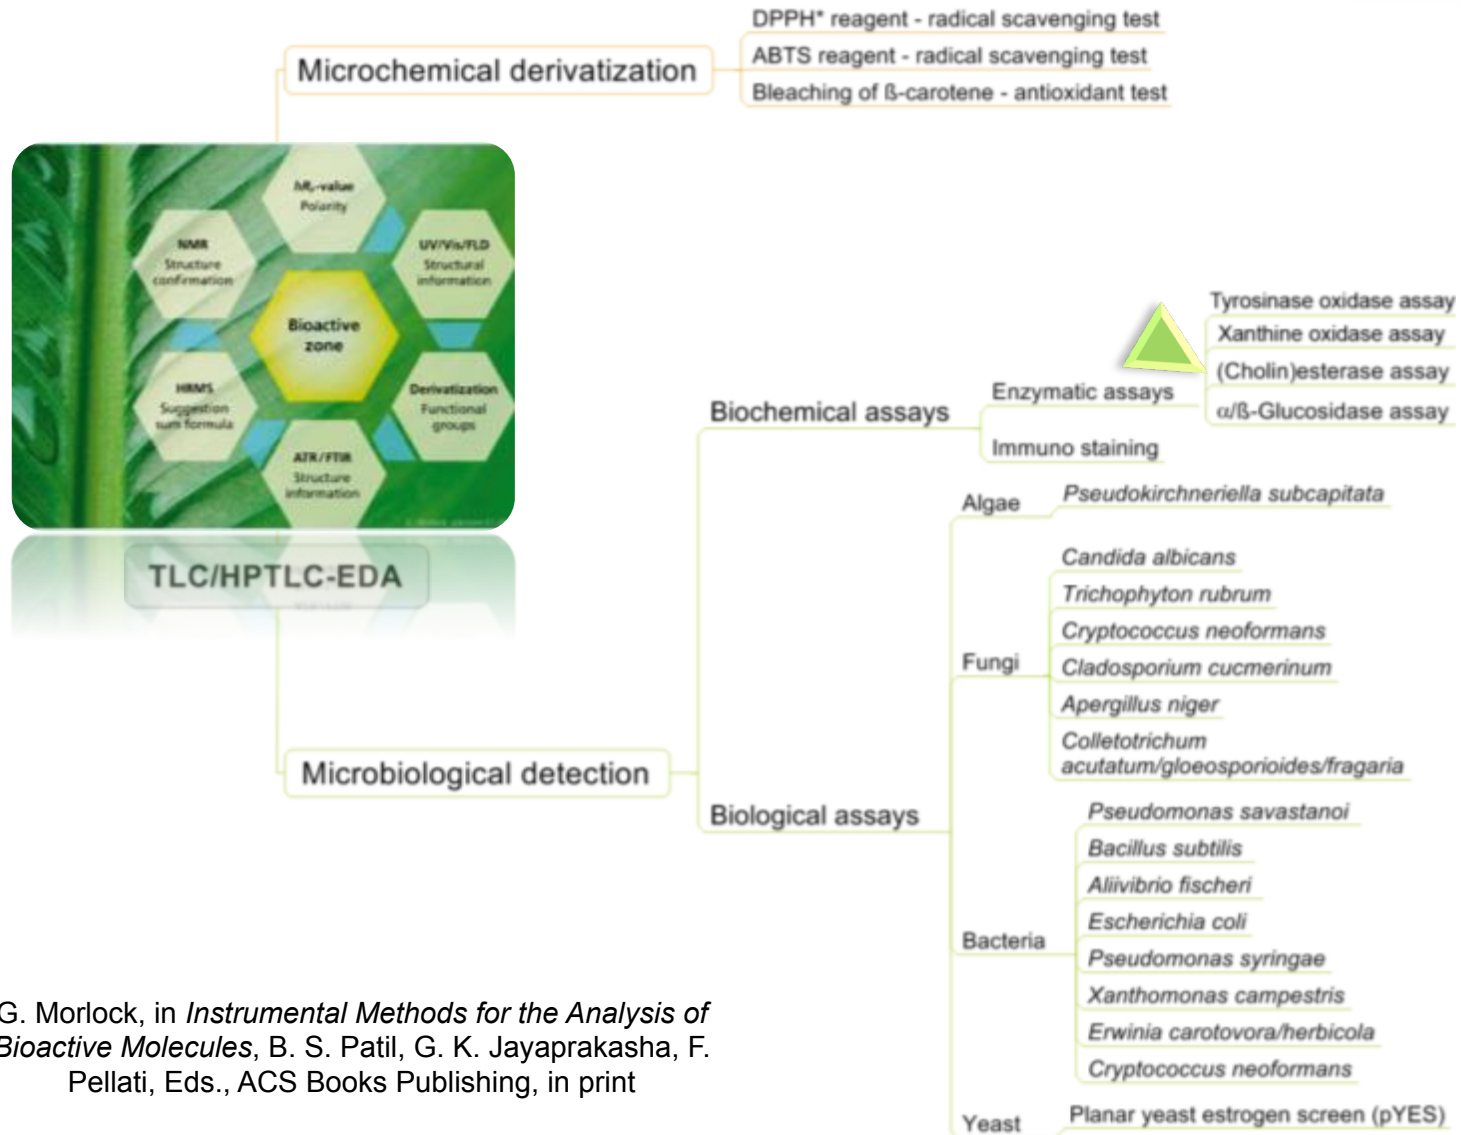 DPPH* reagent - radical scavenging test
Microchemical derivatization
ABTS reagent - radical scavenging test
Bleaching of ß-carotene - antioxidant test
hRF-value
Polarity
NMR
Structure
confirmation
UV/Vis/FLD
Structural
information
Bioactive
zone
HRMS
Suggestion
sum formula
Derivatization
Functional
groups
ATR/FTIR
Structure
information
TLC/HPTLC-EDA
Microbiological detection
Biochemical assays
Enzymatic assays
Tyrosinase oxidase assay
Xanthine oxidase assay
(Cholin)esterase assay
α/ß-Glucosidase assay
Immuno staining
Biological assays
Algae
Pseudokirchneriella subcapitata
Fungi
Candida albicans
Trichophyton rubrum
Cryptococcus neoformans
Cladosporium cucmerinum
Apergillus niger
Colletotrichum
acutatum/gloeosporioides/fragaria
Bacteria
Pseudomonas savastanoi
Bacillus subtilis
Aliivibrio fischeri
Escherichia coli
Pseudomonas syringae
Xanthomonas campestris
Erwinia carotovora/herbicola
Cryptococcus neoformans
Yeast
Planar yeast estrogen screen (pYES)
G. Morlock, in Instrumental Methods for the Analysis of
Bioactive Molecules, B. S. Patil, G. K. Jayaprakasha, F.
Pellati, Eds., ACS Books Publishing, in print